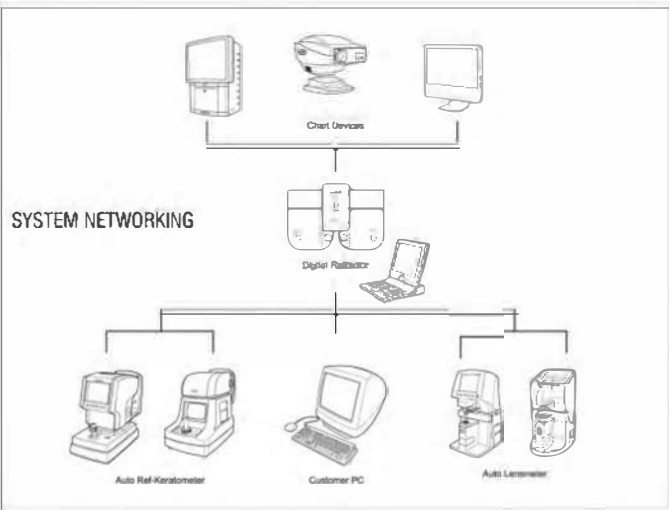 Chart Devices
SYSTEM NETWORKING
Digital Refractor
Auto Ref-Keratometer
Customer PC
Auto Lensmeter